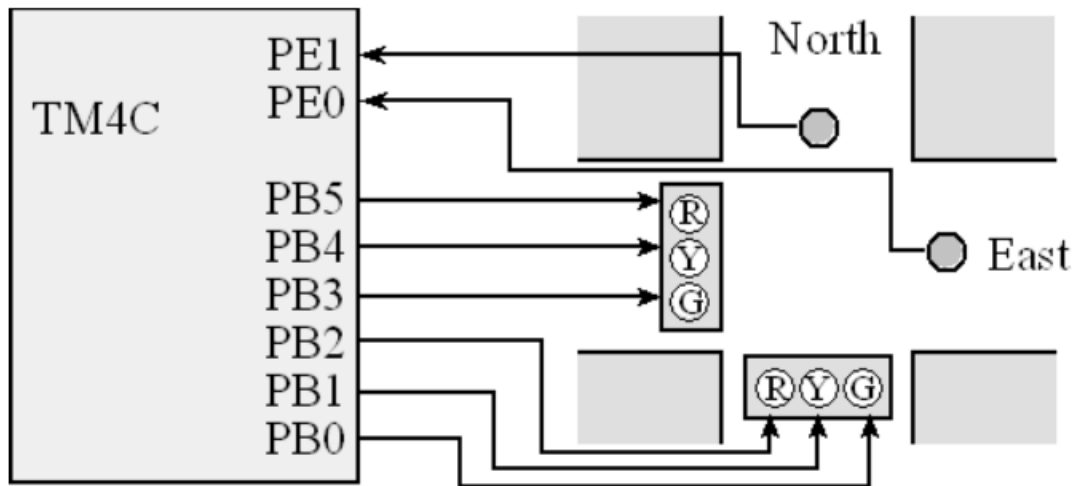 TM4C
PE1
PE0
PB5
PB4
PB3
PB2
PB1
PB0
North
East
R
Y
G
R Y G